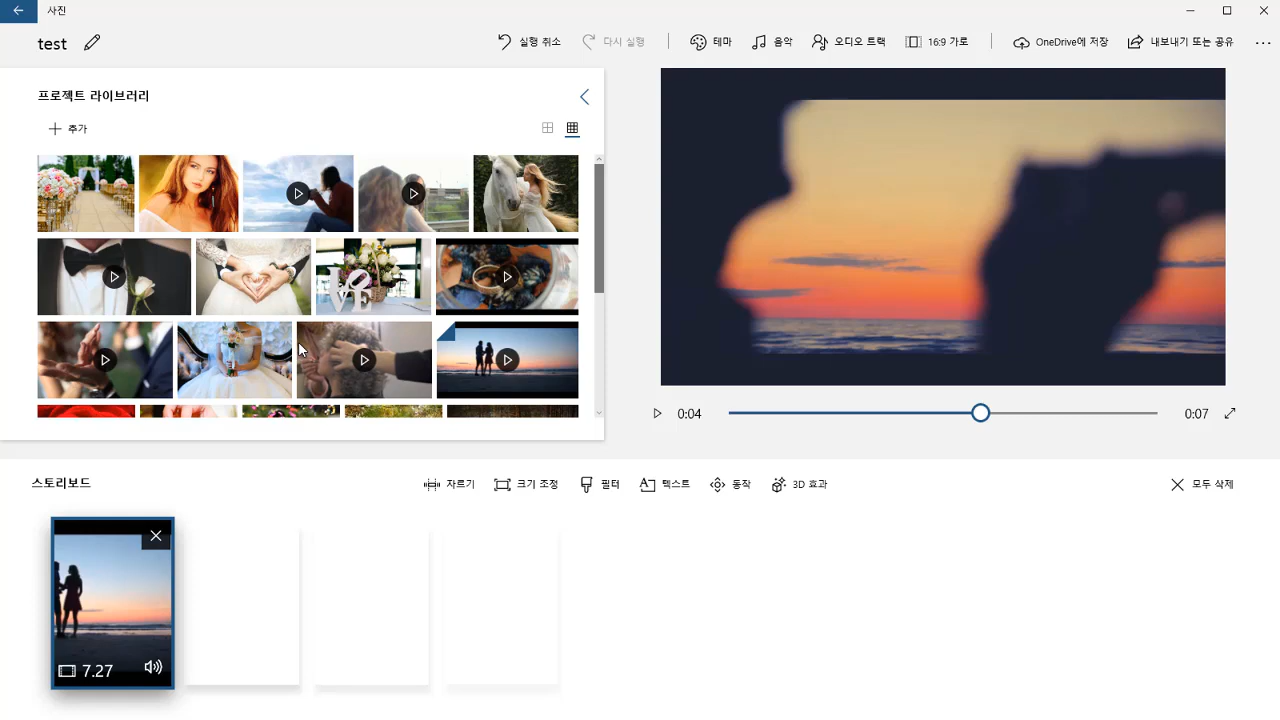 사진
test
실행 취소
다시 실행
테마
음악
오디오 트랙
16:9 가로
OneDrive에 저장
내보내기 또는 공유
프로젝트 라이브러리
추가
LOVE
0:04
0:07
스토리보드
자르기
크기 조정
필터
텍스트
동작
3D 효과
모두 삭제
7.27